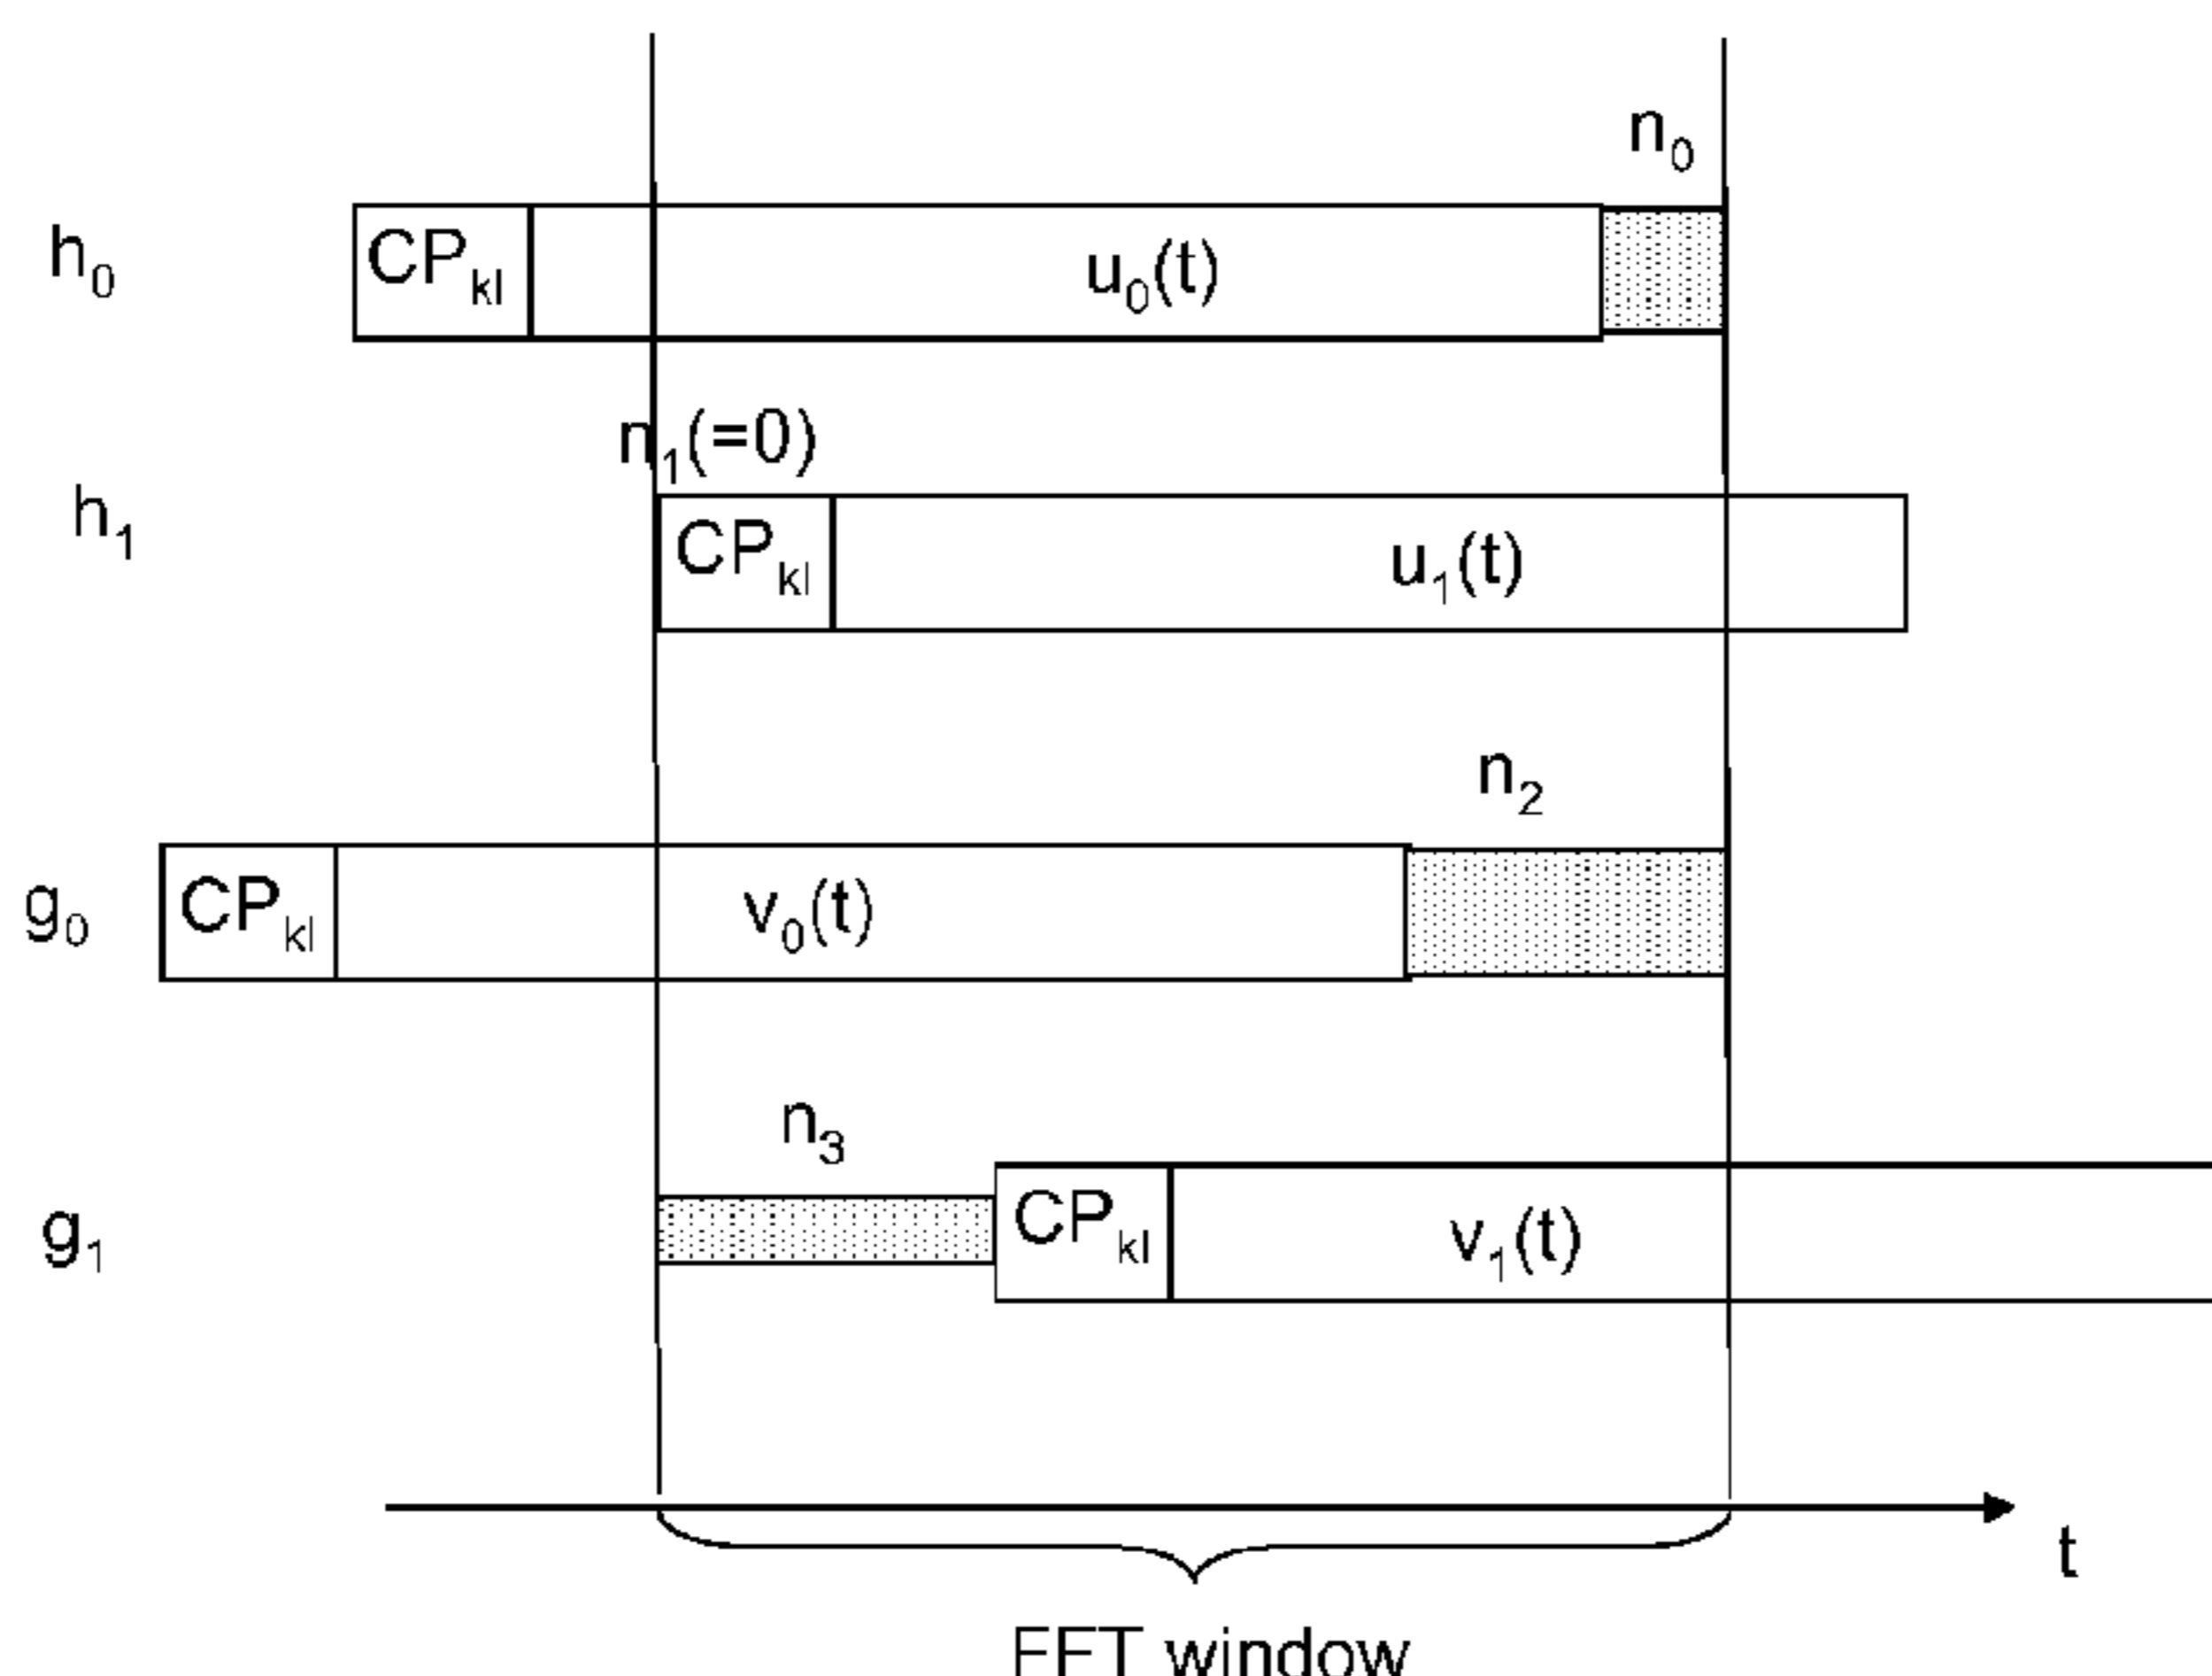 n₀
h₀ CPₖₗ u₀(t)
n₁(=0)
h₁ CPₖₗ u₁(t)
n₂
g₀ CPₖₗ v₀(t)
n₃
g₁ CPₖₗ v₁(t)
t
FFT window